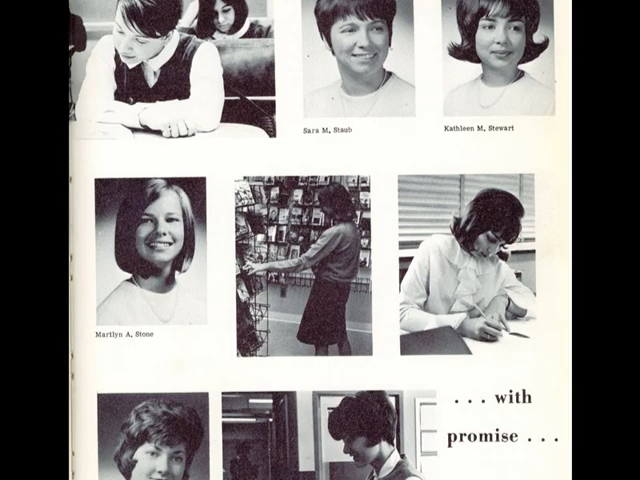 Sara M. Staub
Kathleen M. Stewart
Marilyn A. Stone
. . . with
promise . . .